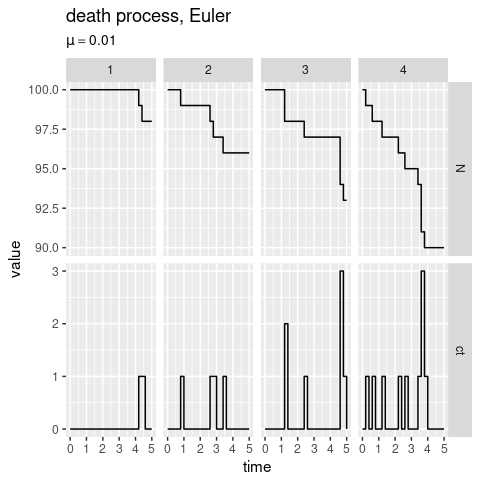 death process, Euler
μ = 0.01
1 2 3 4
100.0
97.5
95.0
92.5
90.0
N
value
3
2
1
0
ct
0 1 2 3 4 5 0 1 2 3 4 5 0 1 2 3 4 5 0 1 2 3 4 5
time